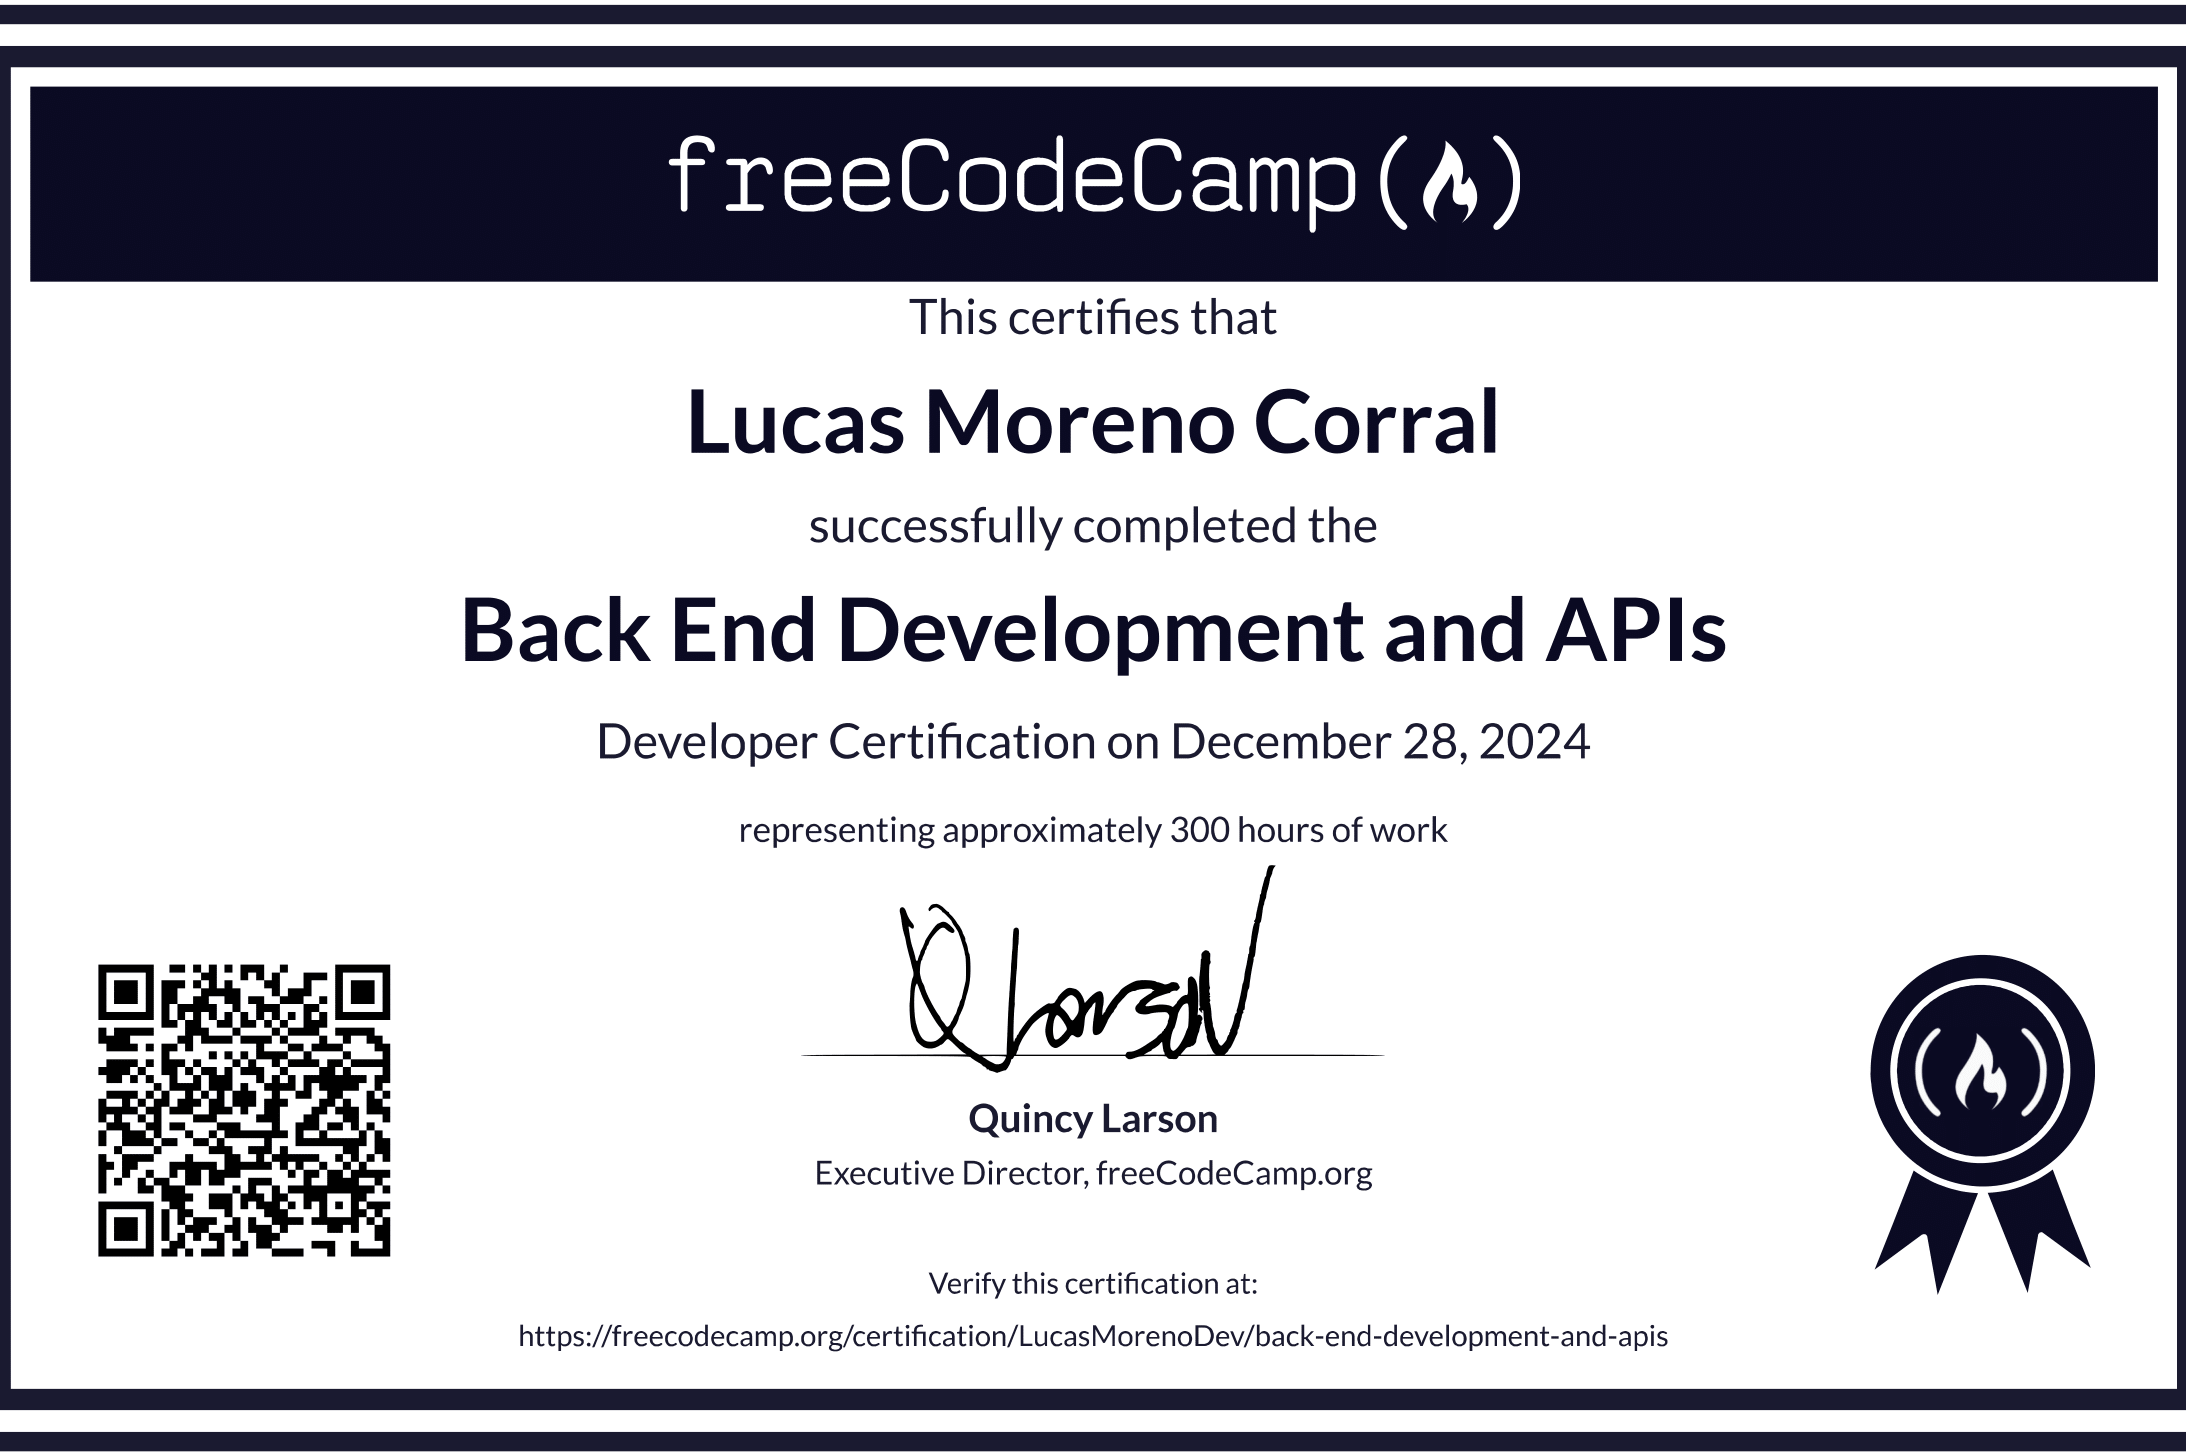 freeCodeCamp
This certifies that
Lucas Moreno Corral
successfully completed the
Back End Development and APIs
Developer Certification on December 28, 2024
representing approximately 300 hours of work
Q Larson
Quincy Larson
Executive Director, freeCodeCamp.org
Verify this certification at:
https://freecodecamp.org/certification/LucasMorenoDev/back-end-development-and-apis